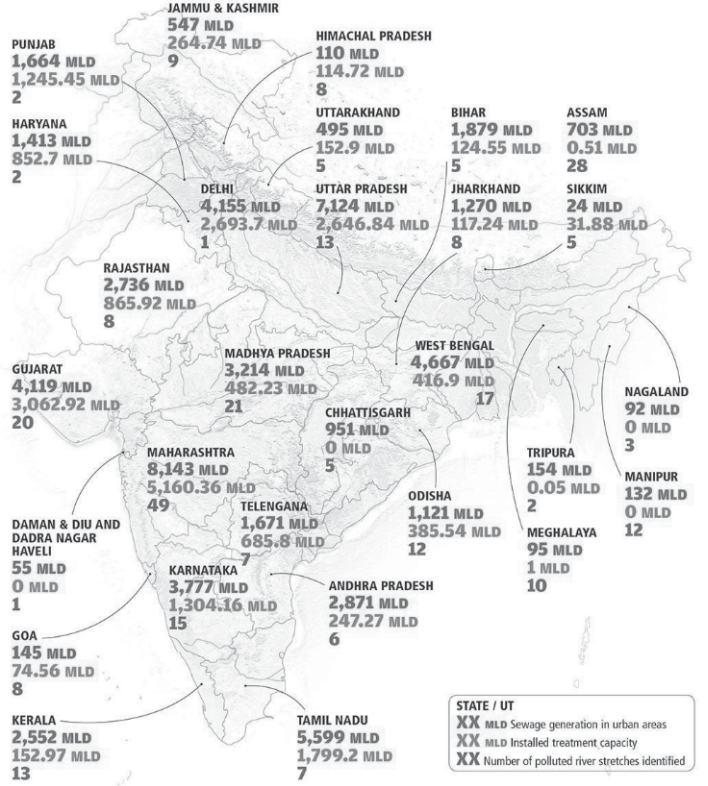 JAMMU & KASHMIR
547 MLD
264.74 MLD
9
HIMACHAL PRADESH
110 MLD
114.72 MLD
8
PUNJAB
1,664 MLD
1,245.45 MLD
2
HARYANA
1,413 MLD
852.7 MLD
2
UTTARAKHAND
495 MLD
152.9 MLD
5
BIHAR
1,879 MLD
124.55 MLD
5
ASSAM
703 MLD
0.51 MLD
28
DELHI
4,155 MLD
2,693.7 MLD
1
UTTAR PRADESH
7,124 MLD
2,646.84 MLD
13
JHARKHAND
1,270 MLD
117.24 MLD
8
SIKKIM
24 MLD
31.88 MLD
5
RAJASTHAN
2,736 MLD
865.92 MLD
8
GUJARAT
4,119 MLD
3,062.92 MLD
20
MADHYA PRADESH
3,214 MLD
482.23 MLD
21
WEST BENGAL
4,667 MLD
416.9 MLD
17
CHHATTISGARH
951 MLD
0 MLD
5
NAGALAND
92 MLD
0 MLD
3
MAHARASHTRA
8,143 MLD
5,160.36 MLD
49
TRIPURA
154 MLD
0.05 MLD
2
MANIPUR
132 MLD
0 MLD
12
TELENGANA
1,671 MLD
685.8 MLD
7
ODISHA
1,121 MLD
385.54 MLD
12
DAMAN & DIU AND
DADRA NAGAR
HAVELI
55 MLD
0 MLD
1
MEGHALAYA
95 MLD
1 MLD
10
KARNATAKA
3,777 MLD
1,304.16 MLD
15
ANDHRA PRADESH
2,871 MLD
247.27 MLD
6
GOA
145 MLD
74.56 MLD
8
KERALA
2,552 MLD
152.97 MLD
13
TAMIL NADU
5,599 MLD
1,799.2 MLD
7
STATE / UT
XX MLD Sewage generation in urban areas
XX MLD Installed treatment capacity
XX Number of polluted river stretches identified